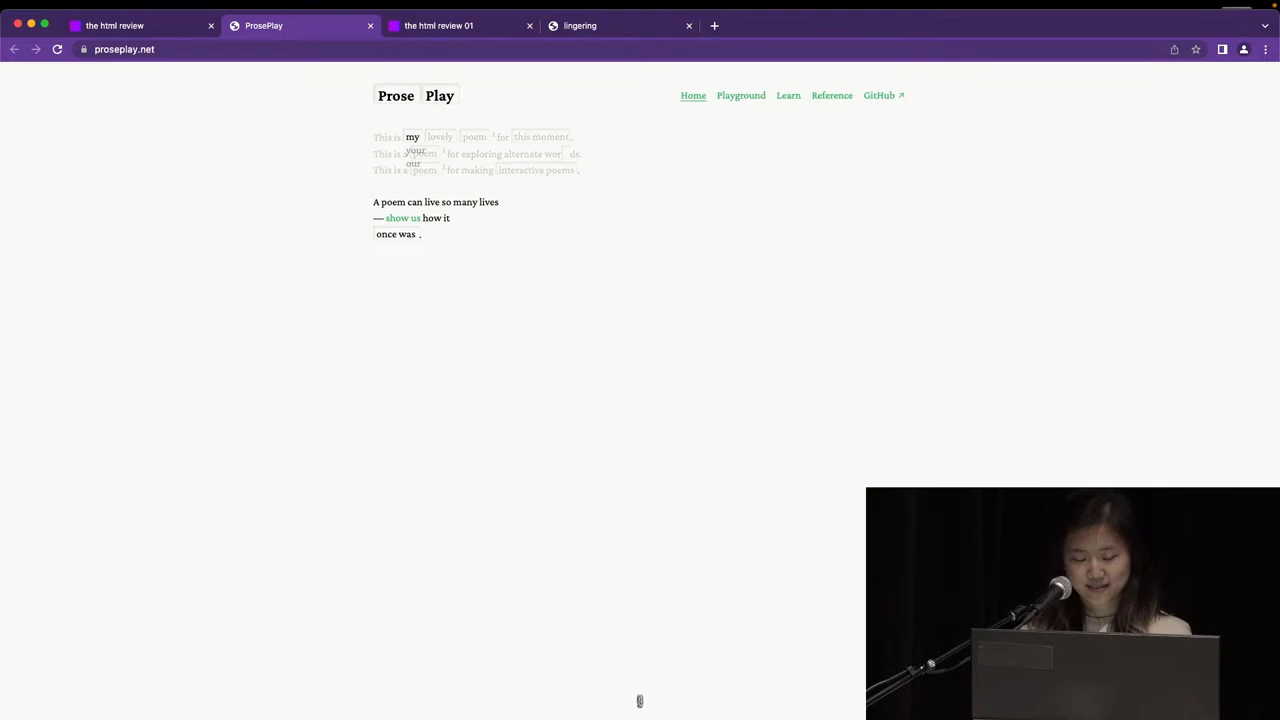 the html review
ProsePlay
the html review 01
lingering
proseplay.net
Prose Play
Home Playground Learn Reference GitHub ↗
This is my lovely poem for this moment.
your
our
This is a poem for exploring alternate wor ds.
This is a poem for making interactive poems.
A poem can live so many lives
— show us how it
once was.